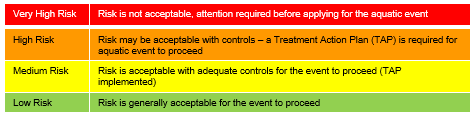 Very High Risk Risk is not acceptable, attention required before applying for the aquatic event
High Risk Risk may be acceptable with controls – a Treatment Action Plan (TAP) is required for
aquatic event to proceed
Medium Risk Risk is acceptable with adequate controls for the event to proceed (TAP
implemented)
Low Risk Risk is generally acceptable for the event to proceed